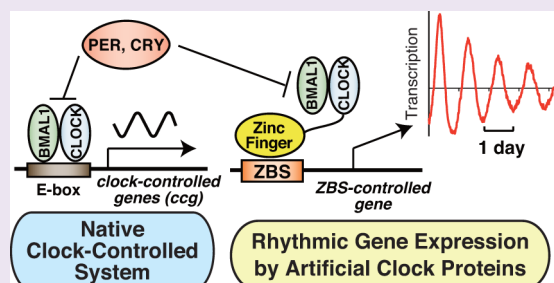 PER, CRY
BMAL1
CLOCK
E-box
clock-controlled
genes (ccg)
Native
Clock-Controlled
System
BMAL1
CLOCK
Zinc
Finger
ZBS
ZBS-controlled
gene
Transcription
1 day
Rhythmic Gene Expression
by Artificial Clock Proteins